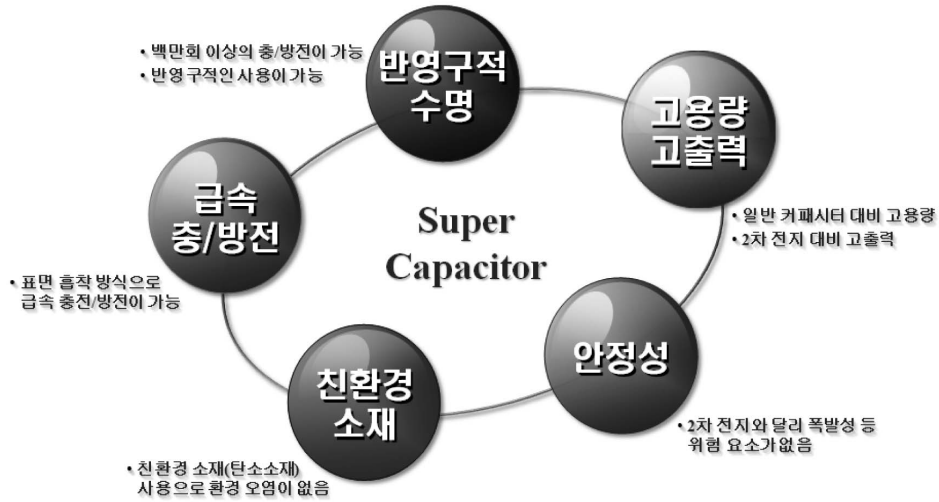 • 백만회 이상의 충/방전이 가능
• 반영구적인 사용이 가능
반영구적
수명
고용량
고출력
• 일반 커패시터 대비 고용량
• 2차 전지 대비 고출력
급속
충/방전
• 표면 흡착 방식으로
급속 충전/방전이 가능
Super
Capacitor
안정성
• 2차 전지와 달리 폭발성 등
위험 요소가 없음
친환경
소재
• 친환경 소재(탄소소재)
사용으로 환경 오염이 없음